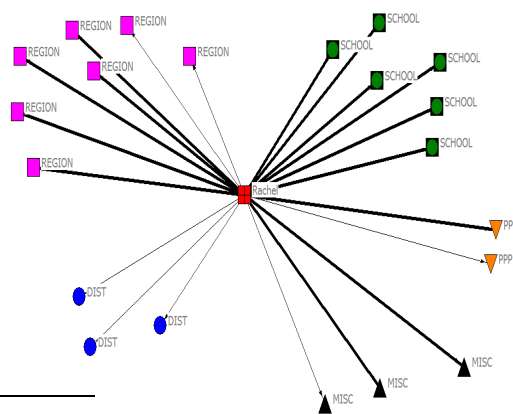 SCHOOL
REGION
REGION
SCHOOL
REGION
REGION
SCHOOL
REGION
SCHOOL
REGION
SCHOOL
SCHOOL
REGION
Rachel
PP
PPP
DIST
DIST
DIST
MISC
MISC
MISC